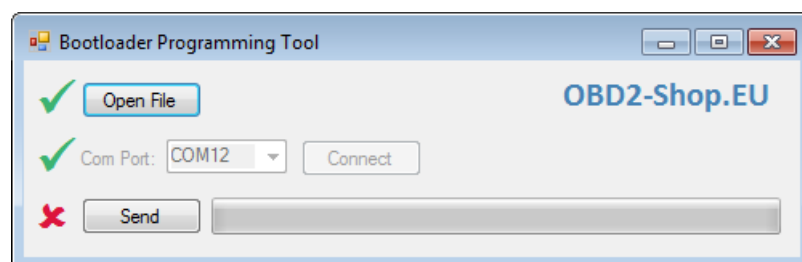 Bootloader Programming Tool
Open File
OBD2-Shop.EU
Com Port: COM12 Connect
Send